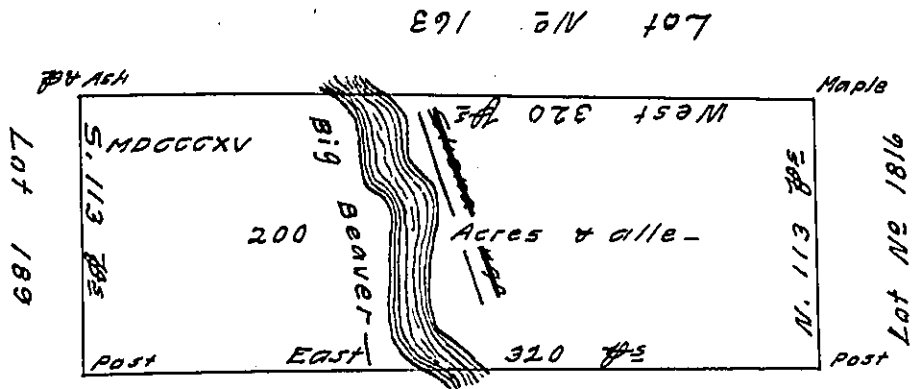 Lot No 163
Ash
Maple
West 320 ps
MDCCCXV
Lot 189
S. 113 ps
Big Beaver
200 Acres & alle-
N. 113 ps
Lot No 1816
Post
East 320 ps
Post